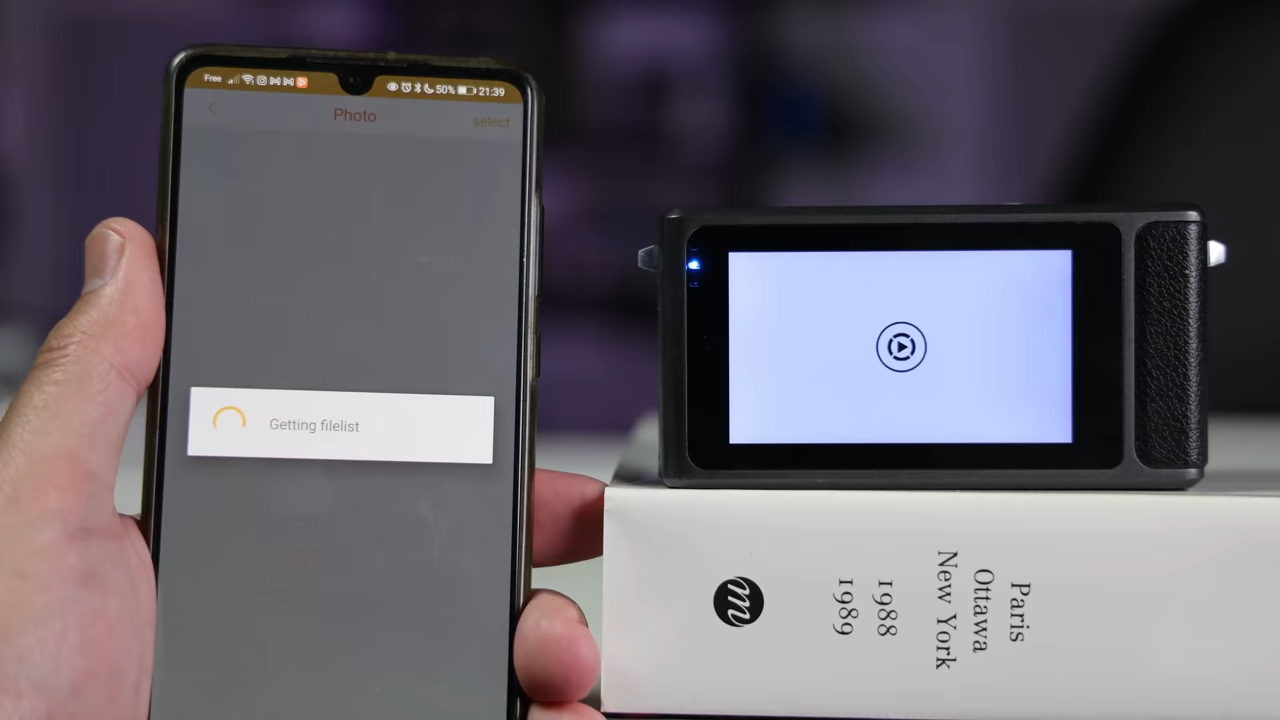 Free
50%
21:39
Photo
select
Getting filelist
m
Paris
Ottawa
New York
1988
1989